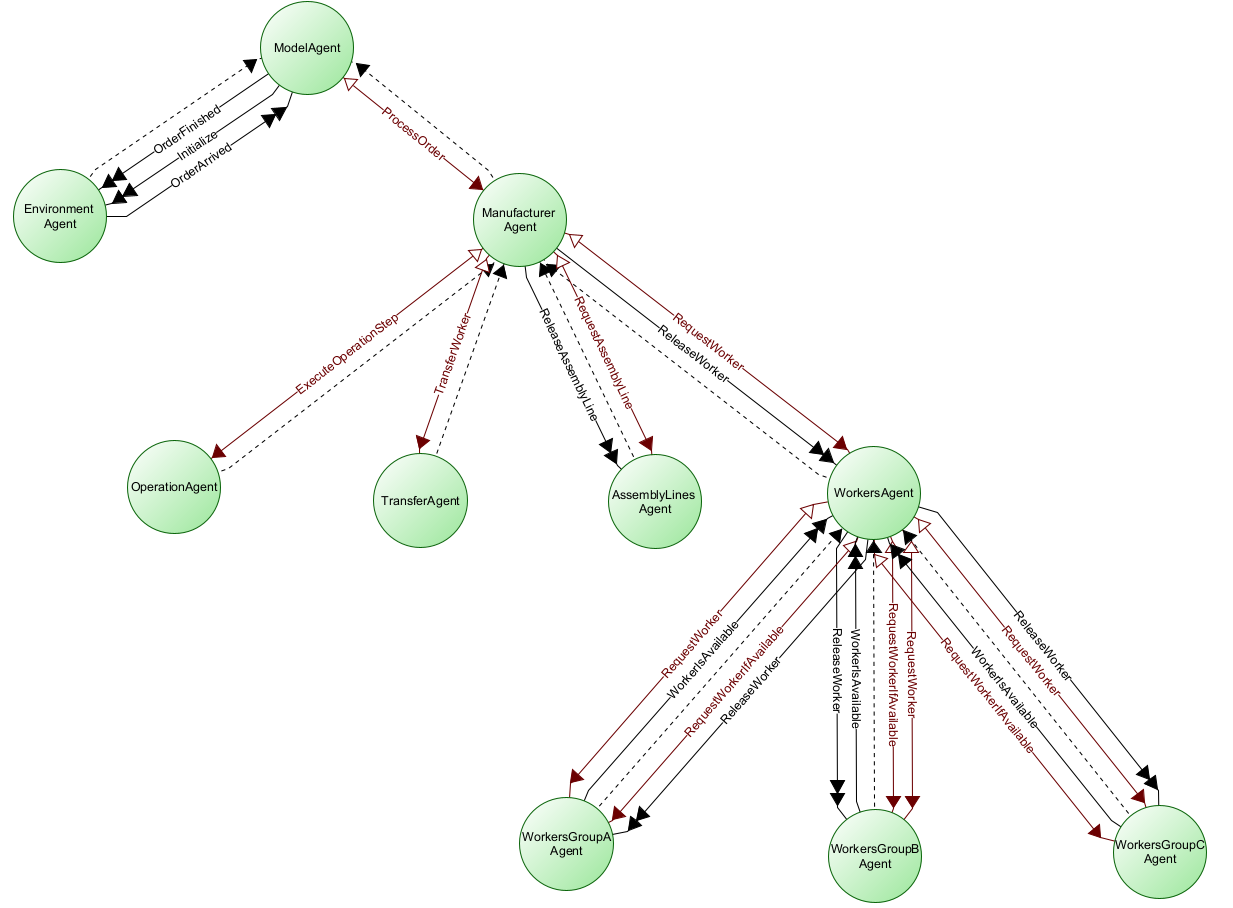 ModelAgent
OrderFinished
Initialize
OrderArrived
ProcessOrder
Environment
Agent
Manufacturer
Agent
ExecuteOperationStep
TransferWorker
ReleaseAssemblyLine
RequestAssemblyLine
RequestWorker
ReleaseWorker
OperationAgent
TransferAgent
AssemblyLines
Agent
WorkersAgent
RequestWorker
WorkerIsAvailable
RequestWorkerIfAvailable
ReleaseWorker
ReleaseWorker
WorkerIsAvailable
RequestWorkerIfAvailable
RequestWorker
ReleaseWorker
RequestWorker
WorkerIsAvailable
RequestWorkerIfAvailable
WorkersGroupA
Agent
WorkersGroupB
Agent
WorkersGroupC
Agent